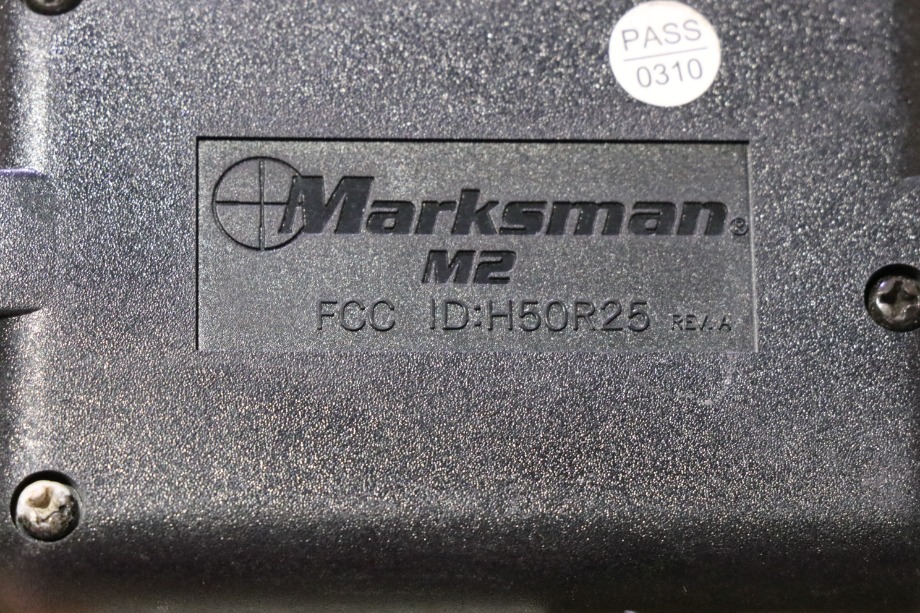 PASS
0310
Marksman®
M2
FCC ID:H50R25 REV. A